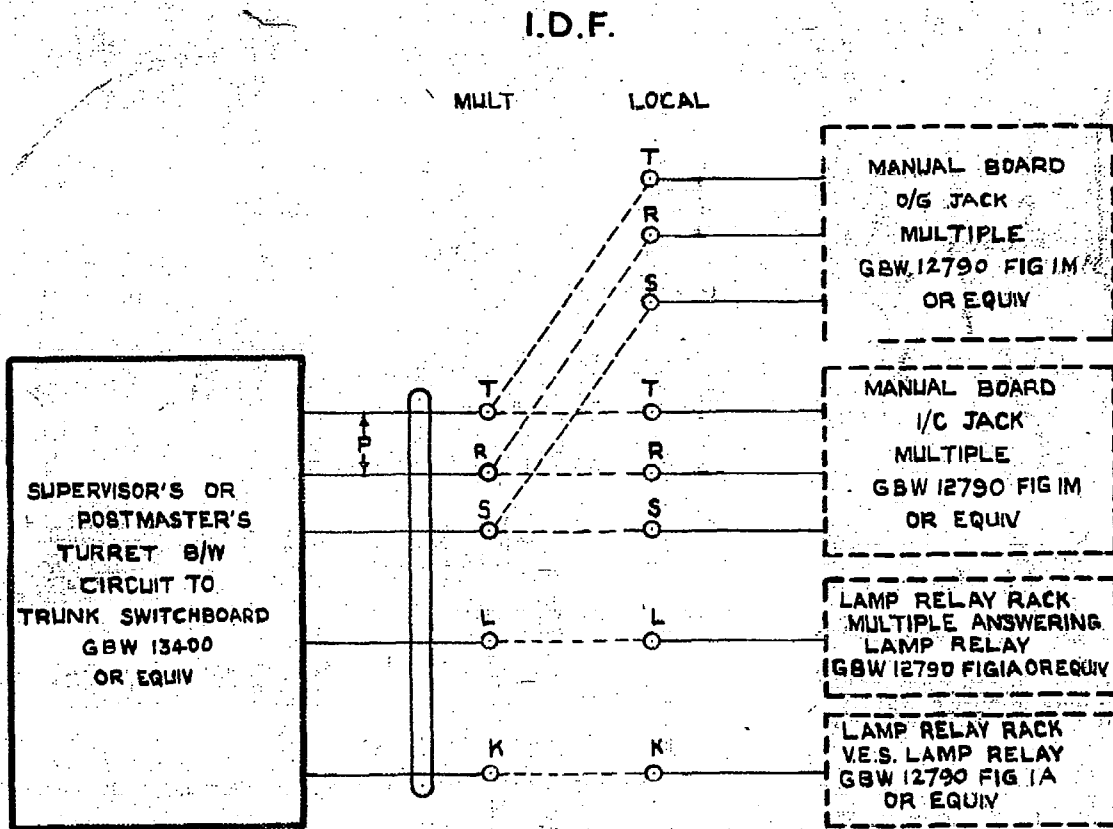 I.D.F.
MULT
LOCAL
T
R
S
MANUAL BOARD
O/G JACK
MULTIPLE
GBW 12790 FIG 1M
OR EQUIV
SUPERVISOR'S OR
POSTMASTER'S
TURRET B/W
CIRCUIT TO
TRUNK SWITCHBOARD
GBW 13400
OR EQUIV
P
T
R
S
L
K
T
R
S
L
K
MANUAL BOARD
I/C JACK
MULTIPLE
GBW 12790 FIG 1M
OR EQUIV
LAMP RELAY RACK
MULTIPLE ANSWERING
LAMP RELAY
GBW 12790 FIG 1A OR EQUIV
LAMP RELAY RACK
V.E.S. LAMP RELAY
GBW 12790 FIG 1A
OR EQUIV